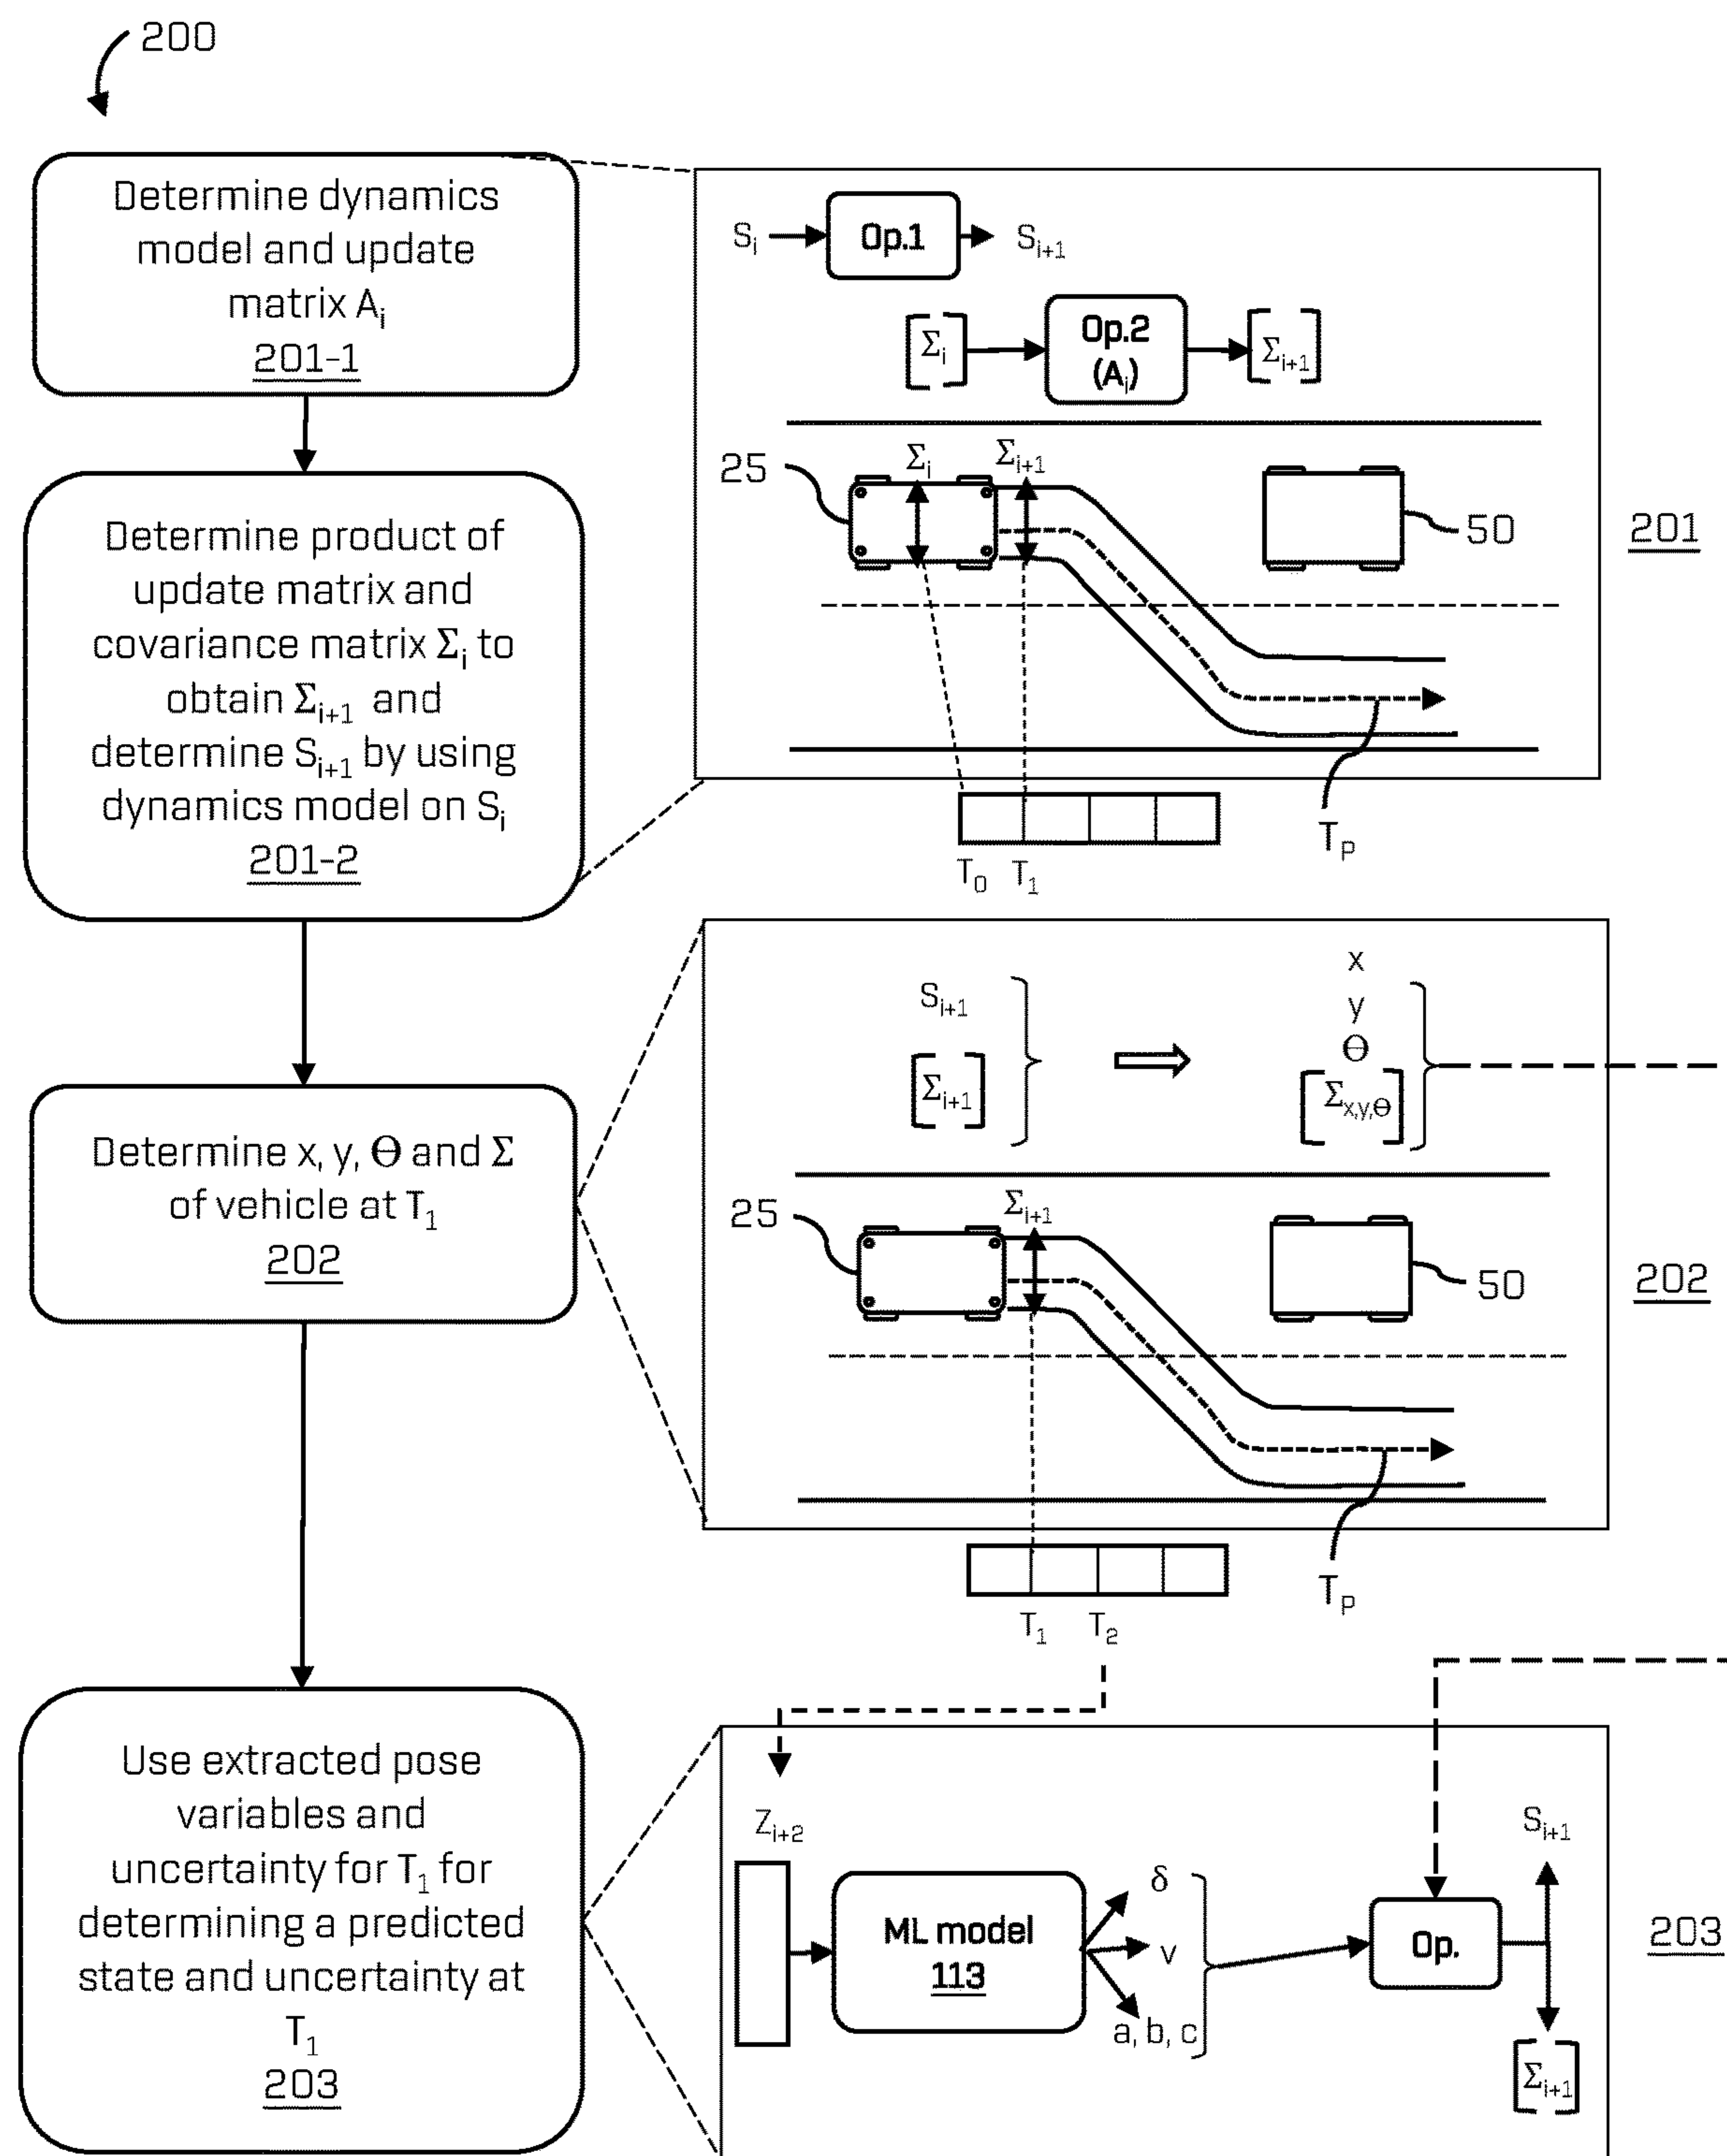 200
Determine dynamics
model and update
matrix Aᵢ
201-1
Determine product of
update matrix and
covariance matrix Σᵢ to
obtain Σᵢ₊₁ and
determine Sᵢ₊₁ by using
dynamics model on Sᵢ
201-2
Sᵢ Op.1 Sᵢ₊₁
[Σᵢ] Op.2 [Σᵢ₊₁]
(Aᵢ)
25 Σᵢ Σᵢ₊₁
50
201
T₀ T₁
Tₚ
Determine x, y, Θ and Σ
of vehicle at T₁
202
x
Sᵢ₊₁ y
Θ
[Σᵢ₊₁] [Σx,y,Θ]
25 Σᵢ₊₁
50
202
T₁ T₂
Tₚ
Use extracted pose
variables and
uncertainty for T₁ for
determining a predicted
state and uncertainty at
T₁
203
Zᵢ₊₂
ML model
113
δ
v
a, b, c
Op.
Sᵢ₊₁
[Σᵢ₊₁]
203